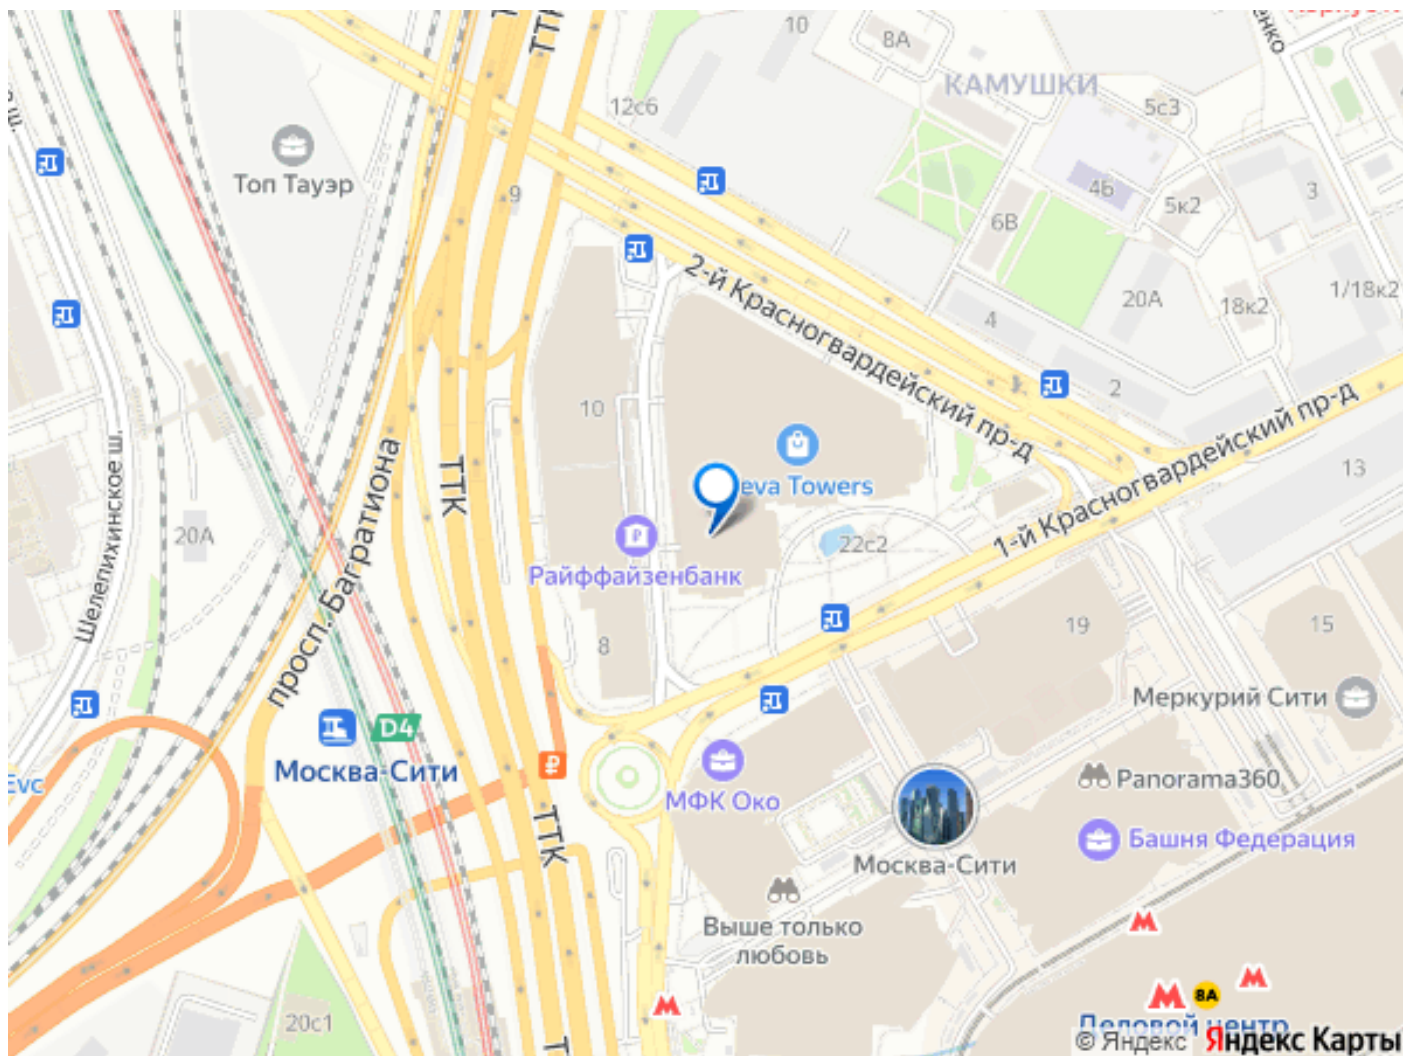 ТТК
10
8А
КАМУШКИ
12с6
5с3
Топ Тауэр
9
4Б
5к2
3
6В
2-й Красногвардейский пр-д
20А
18к2
1/18к2
4
2
10
eva Towers
1-й Красногвардейский пр-д
13
ТТК
просп. Багратиона
Шелепихинское ш.
20А
Райффайзенбанк
22с2
8
19
15
Меркурий Сити
D4
Москва-Сити
МФК Око
Panorama360
ТТК
Москва-Сити
Башня Федерация
Выше только
любовь
20с1
8А
Деловой центр
© Яндекс Яндекс Карты